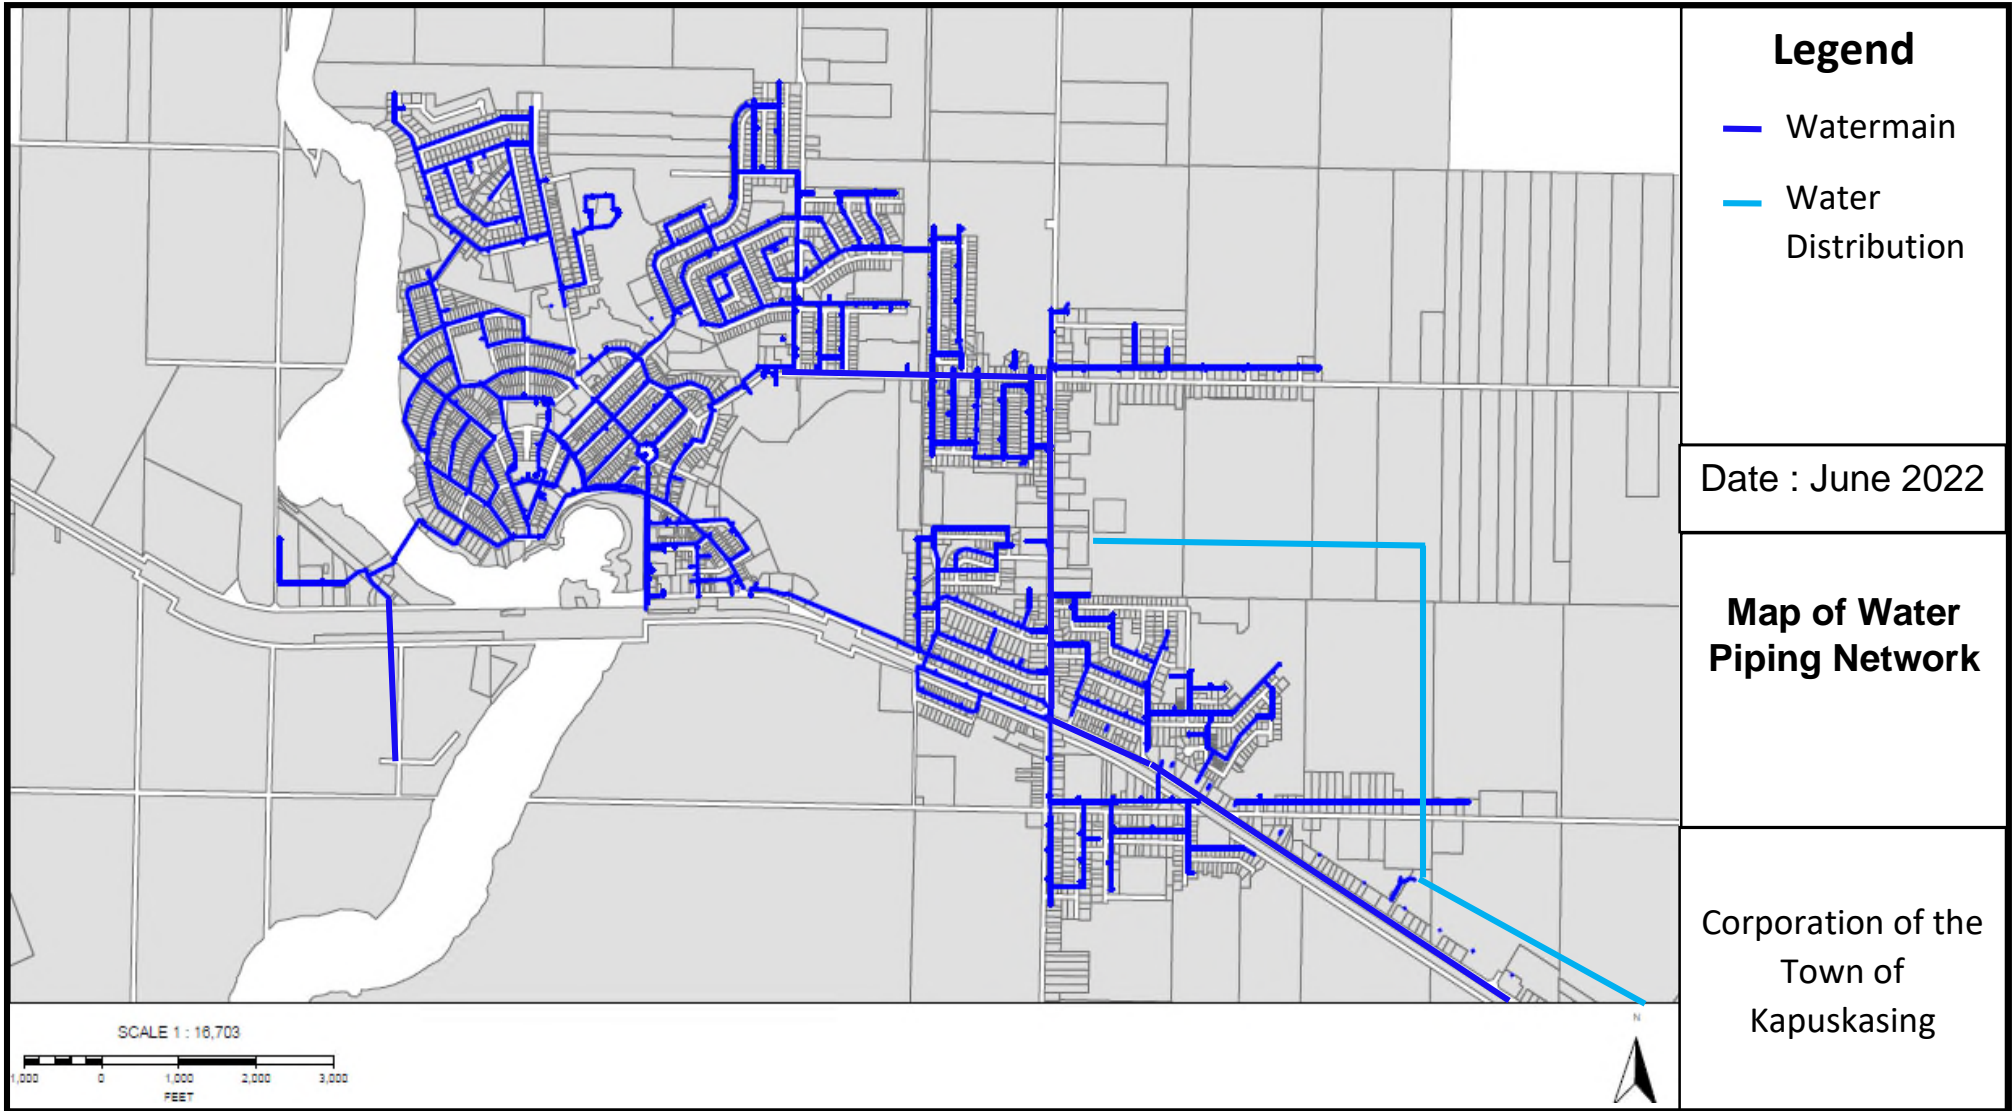 Legend
Watermain
Water
Distribution
Date : June 2022
Map of Water
Piping Network
Corporation of the
Town of
Kapuskasing
SCALE 1 : 16,703
1,000 0 1,000 2,000 3,000
FEET
N